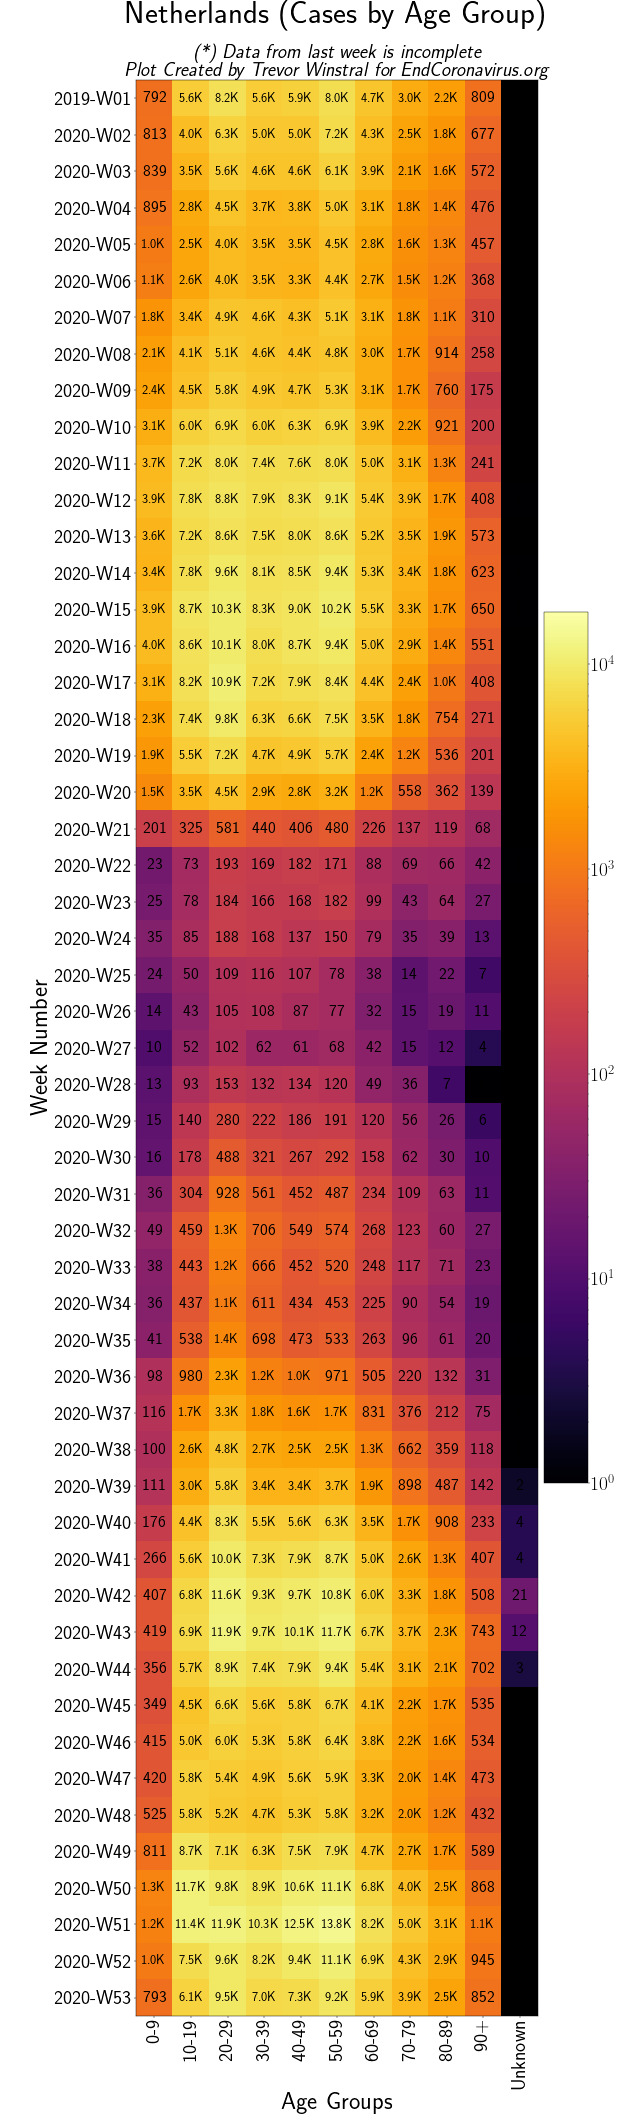 Netherlands (Cases by Age Group)
(*) Data from last week is incomplete
Plot Created by Trevor Winstral for EndCoronavirus.org
2019-W01 792 5.6K 8.2K 5.6K 5.9K 8.0K 4.7K 3.0K 2.2K 809
2020-W02 813 4.0K 6.3K 5.0K 5.0K 7.2K 4.3K 2.5K 1.8K 677
2020-W03 839 3.5K 5.6K 4.6K 4.6K 6.1K 3.9K 2.1K 1.6K 572
2020-W04 895 2.8K 4.5K 3.7K 3.8K 5.0K 3.1K 1.8K 1.4K 476
2020-W05 1.0K 2.5K 4.0K 3.5K 3.5K 4.5K 2.8K 1.6K 1.3K 457
2020-W06 1.1K 2.6K 4.0K 3.5K 3.3K 4.4K 2.7K 1.5K 1.2K 368
2020-W07 1.8K 3.4K 4.9K 4.6K 4.3K 5.1K 3.1K 1.8K 1.1K 310
2020-W08 2.1K 4.1K 5.1K 4.6K 4.4K 4.8K 3.0K 1.7K 914 258
2020-W09 2.4K 4.5K 5.8K 4.9K 4.7K 5.3K 3.1K 1.7K 760 175
2020-W10 3.1K 6.0K 6.9K 6.0K 6.3K 6.9K 3.9K 2.2K 921 200
2020-W11 3.7K 7.2K 8.0K 7.4K 7.6K 8.0K 5.0K 3.1K 1.3K 241
2020-W12 3.9K 7.8K 8.8K 7.9K 8.3K 9.1K 5.4K 3.9K 1.7K 408
2020-W13 3.6K 7.2K 8.6K 7.5K 8.0K 8.6K 5.2K 3.5K 1.9K 573
2020-W14 3.4K 7.8K 9.6K 8.1K 8.5K 9.4K 5.3K 3.4K 1.8K 623
2020-W15 3.9K 8.7K 10.3K 8.3K 9.0K 10.2K 5.5K 3.3K 1.7K 650
2020-W16 4.0K 8.6K 10.1K 8.0K 8.7K 9.4K 5.0K 2.9K 1.4K 551
2020-W17 3.1K 8.2K 10.9K 7.2K 7.9K 8.4K 4.4K 2.4K 1.0K 408
2020-W18 2.3K 7.4K 9.8K 6.3K 6.6K 7.5K 3.5K 1.8K 754 271
2020-W19 1.9K 5.5K 7.2K 4.7K 4.9K 5.7K 2.4K 1.2K 536 201
2020-W20 1.5K 3.5K 4.5K 2.9K 2.8K 3.2K 1.2K 558 362 139
2020-W21 201 325 581 440 406 480 226 137 119 68
2020-W22 23 73 193 169 182 171 88 69 66 42
2020-W23 25 78 184 166 168 182 99 43 64 27
2020-W24 35 85 188 168 137 150 79 35 39 13
2020-W25 24 50 109 116 107 78 38 14 22 7
2020-W26 14 43 105 108 87 77 32 15 19 11
2020-W27 10 52 102 62 61 68 42 15 12 4
2020-W28 13 93 153 132 134 120 49 36 7
2020-W29 15 140 280 222 186 191 120 56 26 6
2020-W30 16 178 488 321 267 292 158 62 30 10
2020-W31 36 304 928 561 452 487 234 109 63 11
2020-W32 49 459 1.3K 706 549 574 268 123 60 27
2020-W33 38 443 1.2K 666 452 520 248 117 71 23
2020-W34 36 437 1.1K 611 434 453 225 90 54 19
2020-W35 41 538 1.4K 698 473 533 263 96 61 20
2020-W36 98 980 2.3K 1.2K 1.0K 971 505 220 132 31
2020-W37 116 1.7K 3.3K 1.8K 1.6K 1.7K 831 376 212 75
2020-W38 100 2.6K 4.8K 2.7K 2.5K 2.5K 1.3K 662 359 118
2020-W39 111 3.0K 5.8K 3.4K 3.4K 3.7K 1.9K 898 487 142 2
2020-W40 176 4.4K 8.3K 5.5K 5.6K 6.3K 3.5K 1.7K 908 233 4
2020-W41 266 5.6K 10.0K 7.3K 7.9K 8.7K 5.0K 2.6K 1.3K 407 4
2020-W42 407 6.8K 11.6K 9.3K 9.7K 10.8K 6.0K 3.3K 1.8K 508 21
2020-W43 419 6.9K 11.9K 9.7K 10.1K 11.7K 6.7K 3.7K 2.3K 743 12
2020-W44 356 5.7K 8.9K 7.4K 7.9K 9.4K 5.4K 3.1K 2.1K 702 3
2020-W45 349 4.5K 6.6K 5.6K 5.8K 6.7K 4.1K 2.2K 1.7K 535
2020-W46 415 5.0K 6.0K 5.3K 5.8K 6.4K 3.8K 2.2K 1.6K 534
2020-W47 420 5.8K 5.4K 4.9K 5.6K 5.9K 3.3K 2.0K 1.4K 473
2020-W48 525 5.8K 5.2K 4.7K 5.3K 5.8K 3.2K 2.0K 1.2K 432
2020-W49 811 8.7K 7.1K 6.3K 7.5K 7.9K 4.7K 2.7K 1.7K 589
2020-W50 1.3K 11.7K 9.8K 8.9K 10.6K 11.1K 6.8K 4.0K 2.5K 868
2020-W51 1.2K 11.4K 11.9K 10.3K 12.5K 13.8K 8.2K 5.0K 3.1K 1.1K
2020-W52 1.0K 7.5K 9.6K 8.2K 9.4K 11.1K 6.9K 4.3K 2.9K 945
2020-W53 793 6.1K 9.5K 7.0K 7.3K 9.2K 5.9K 3.9K 2.5K 852
0-9 10-19 20-29 30-39 40-49 50-59 60-69 70-79 80-89 90+ Unknown
Age Groups
Week Number
10⁴
10³
10²
10¹
10⁰